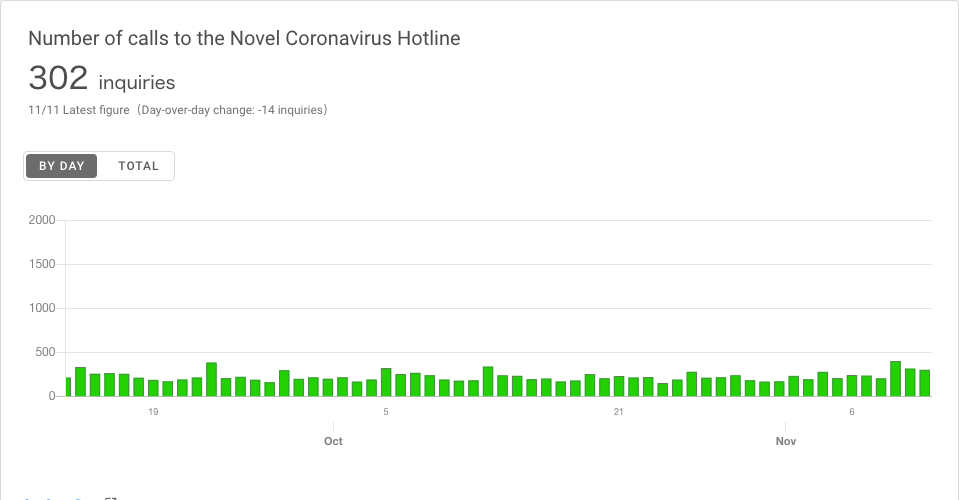 Number of calls to the Novel Coronavirus Hotline
302 inquiries
11/11 Latest figure（Day-over-day change: -14 inquiries）
BY DAY TOTAL
2000
1500
1000
500
0
19 5 21 6
Oct Nov